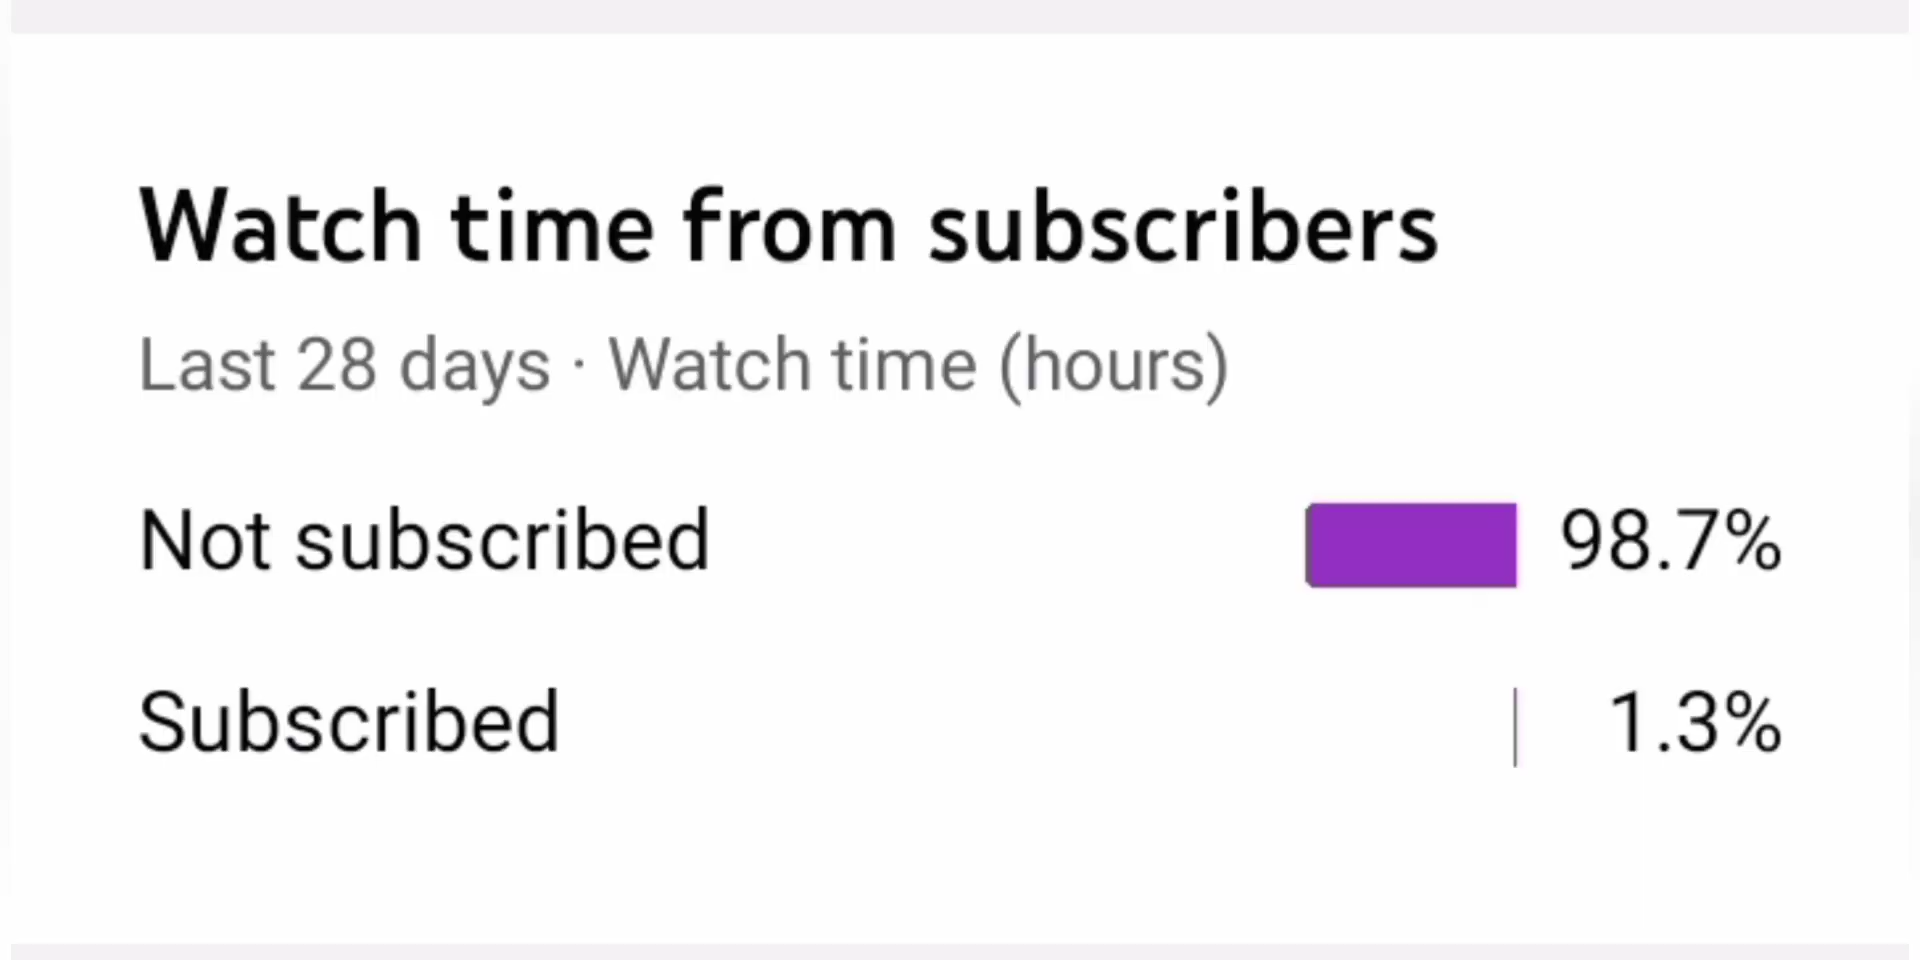 Watch time from subscribers
Last 28 days · Watch time (hours)
Not subscribed 98.7%
Subscribed 1.3%